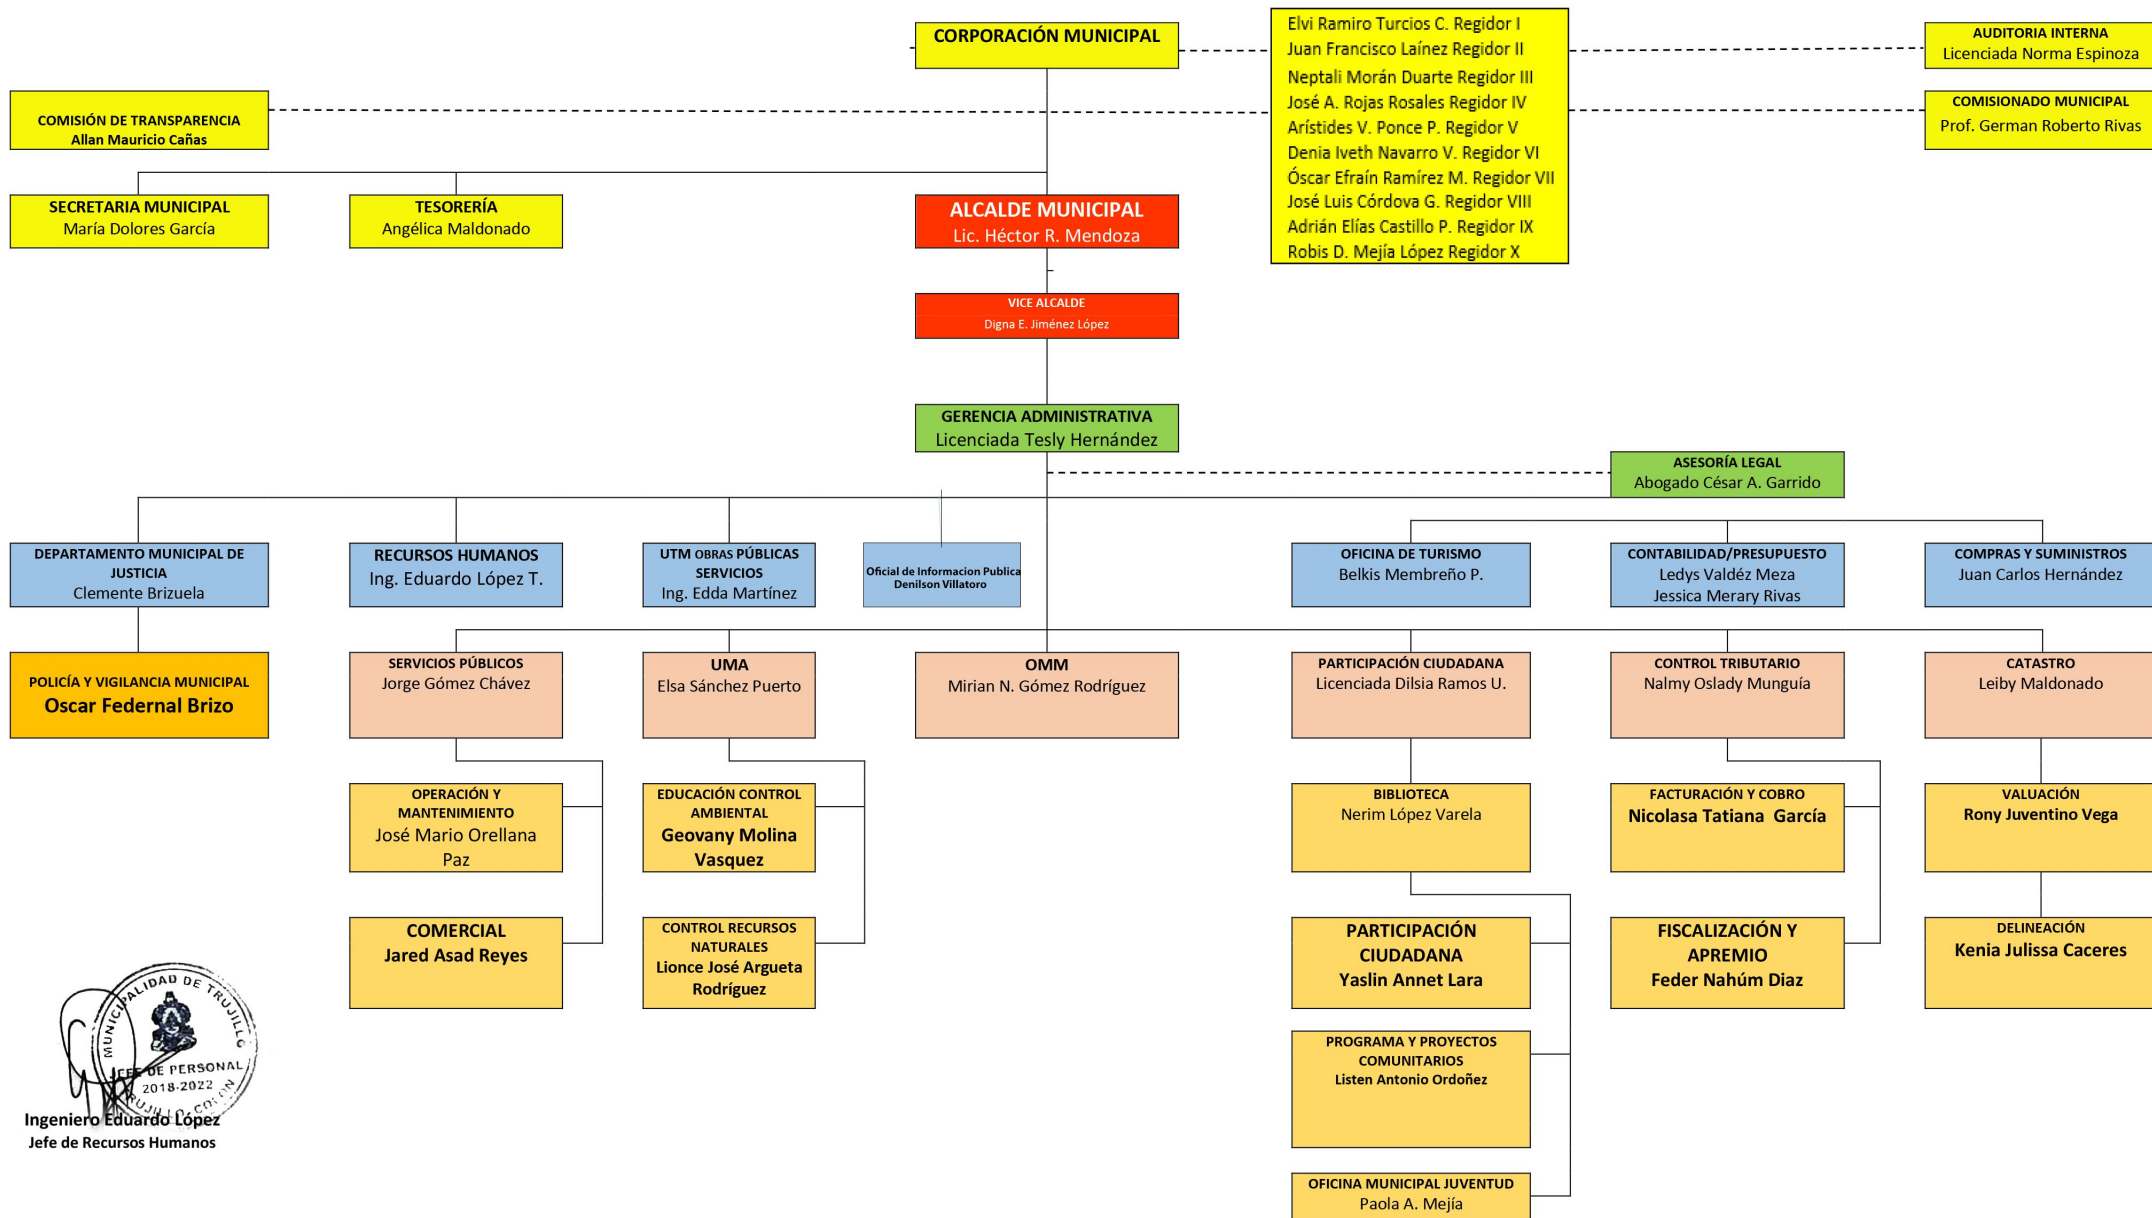 CORPORACIÓN MUNICIPAL
Elvi Ramiro Turcios C. Regidor I
Juan Francisco Laínez Regidor II
Neptali Morán Duarte Regidor III
José A. Rojas Rosales Regidor IV
Arístides V. Ponce P. Regidor V
Denia Iveth Navarro V. Regidor VI
Óscar Efraín Ramírez M. Regidor VII
José Luis Córdova G. Regidor VIII
Adrián Elías Castillo P. Regidor IX
Robis D. Mejía López Regidor X
AUDITORIA INTERNA
Licenciada Norma Espinoza
COMISIÓN DE TRANSPARENCIA
Allan Mauricio Cañas
COMISIONADO MUNICIPAL
Prof. German Roberto Rivas
SECRETARIA MUNICIPAL
María Dolores García
TESORERÍA
Angélica Maldonado
ALCALDE MUNICIPAL
Lic. Héctor R. Mendoza
VICE ALCALDE
Digna E. Jiménez López
GERENCIA ADMINISTRATIVA
Licenciada Tesly Hernández
ASESORÍA LEGAL
Abogado César A. Garrido
DEPARTAMENTO MUNICIPAL DE
JUSTICIA
Clemente Brizuela
RECURSOS HUMANOS
Ing. Eduardo López T.
UTM OBRAS PÚBLICAS
SERVICIOS
Ing. Edda Martínez
Oficial de Informacion Publica
Denilson Villatoro
OFICINA DE TURISMO
Belkis Membreño P.
CONTABILIDAD/PRESUPUESTO
Ledys Valdéz Meza
Jessica Merary Rivas
COMPRAS Y SUMINISTROS
Juan Carlos Hernández
POLICÍA Y VIGILANCIA MUNICIPAL
Oscar Federnal Brizo
SERVICIOS PÚBLICOS
Jorge Gómez Chávez
UMA
Elsa Sánchez Puerto
OMM
Mirian N. Gómez Rodríguez
PARTICIPACIÓN CIUDADANA
Licenciada Dilsia Ramos U.
CONTROL TRIBUTARIO
Nalmy Oslady Munguía
CATASTRO
Leiby Maldonado
OPERACIÓN Y
MANTENIMIENTO
José Mario Orellana
Paz
EDUCACIÓN CONTROL
AMBIENTAL
Geovany Molina
Vasquez
BIBLIOTECA
Nerim López Varela
FACTURACIÓN Y COBRO
Nicolasa Tatiana García
VALUACIÓN
Rony Juventino Vega
COMERCIAL
Jared Asad Reyes
CONTROL RECURSOS
NATURALES
Lionce José Argueta
Rodríguez
PARTICIPACIÓN
CIUDADANA
Yaslin Annet Lara
FISCALIZACIÓN Y
APREMIO
Feder Nahúm Diaz
DELINEACIÓN
Kenia Julissa Caceres
PROGRAMA Y PROYECTOS
COMUNITARIOS
Listen Antonio Ordoñez
OFICINA MUNICIPAL JUVENTUD
Paola A. Mejía
MUNICIPALIDAD DE TRUJILLO
JEFE DE PERSONAL
2018-2022
TRUJILLO, COLON
Ingeniero Eduardo López
Jefe de Recursos Humanos